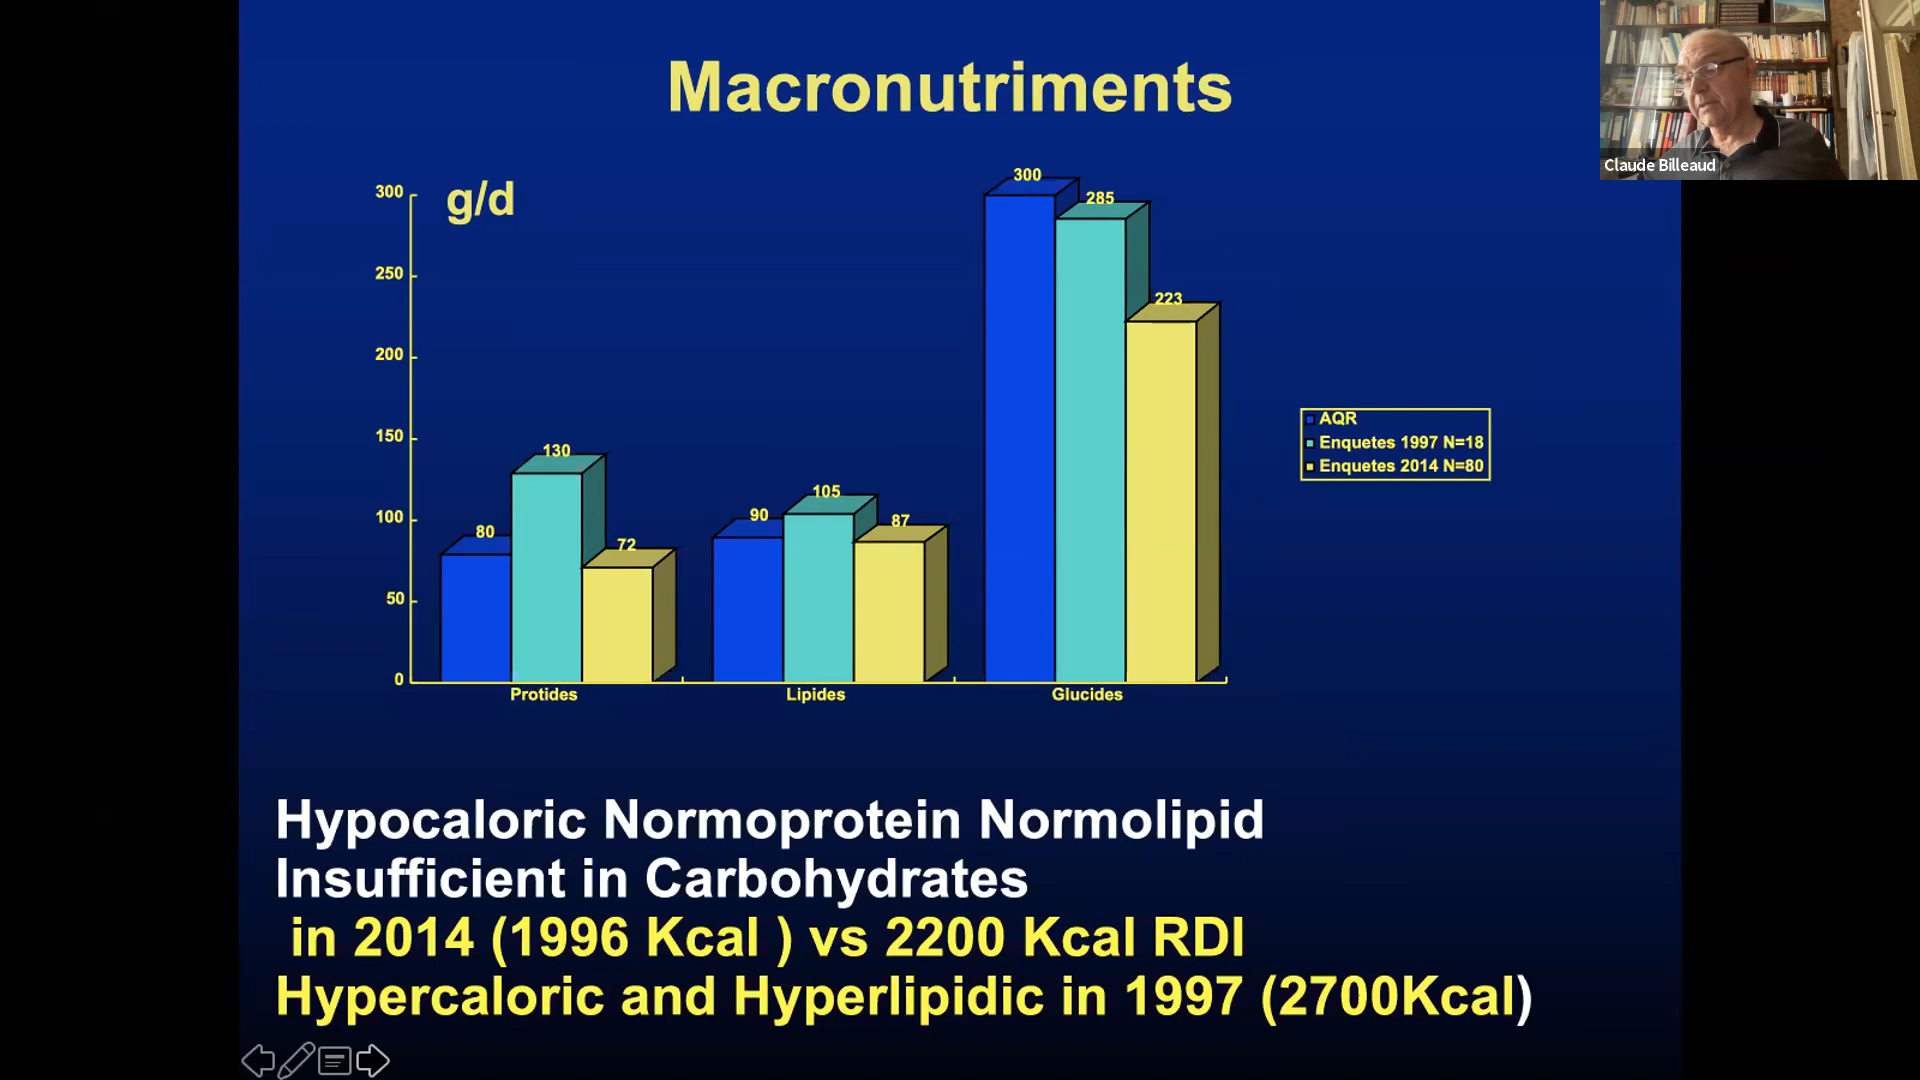 Macronutriments
Claude Billeaud
g/d
300
250
200
150
100
50
0
80
130
72
90
105
87
300
285
223
Protides
Lipides
Glucides
AQR
Enquetes 1997 N=18
Enquetes 2014 N=80
Hypocaloric Normoprotein Normolipid
Insufficient in Carbohydrates
in 2014 (1996 Kcal ) vs 2200 Kcal RDI
Hypercaloric and Hyperlipidic in 1997 (2700Kcal)